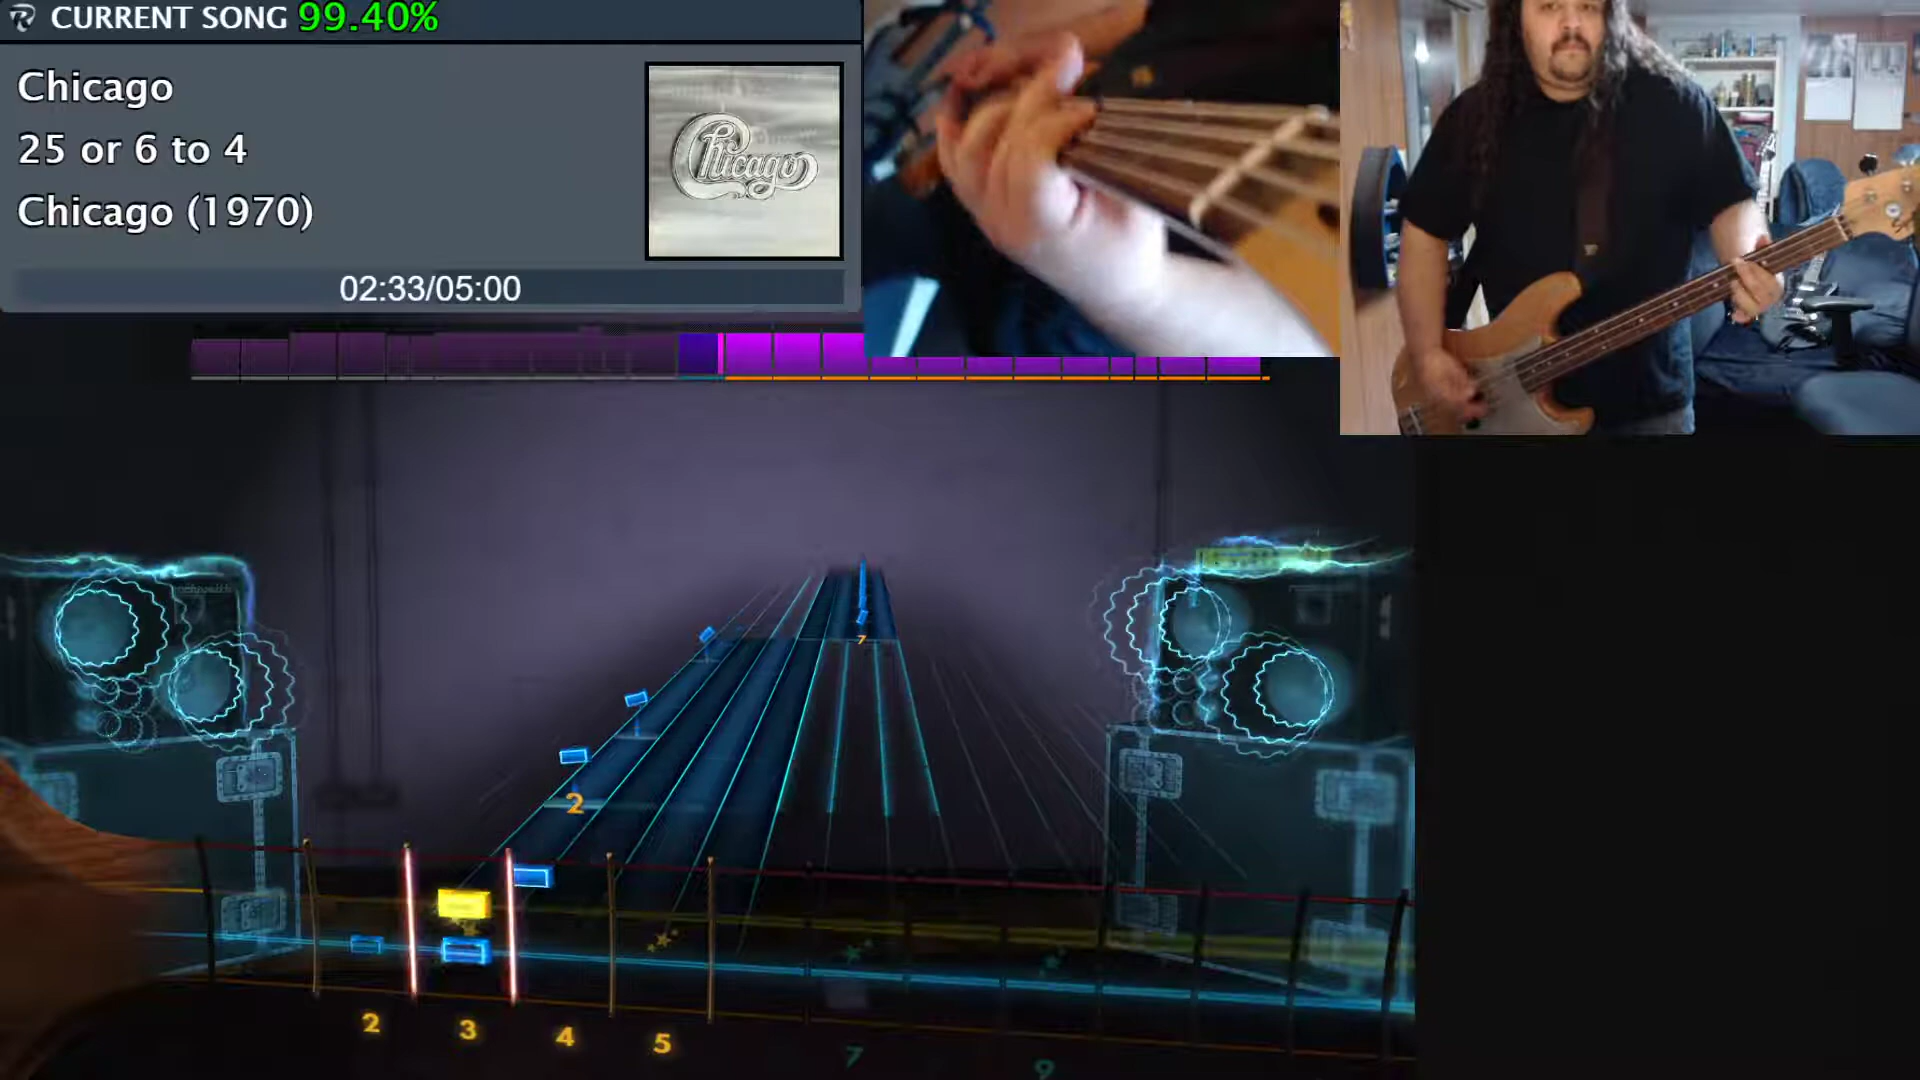 CURRENT SONG 99.40%
Chicago
25 or 6 to 4
Chicago (1970)
Chicago
02:33/05:00
7
2
2 3 4 5 7 9